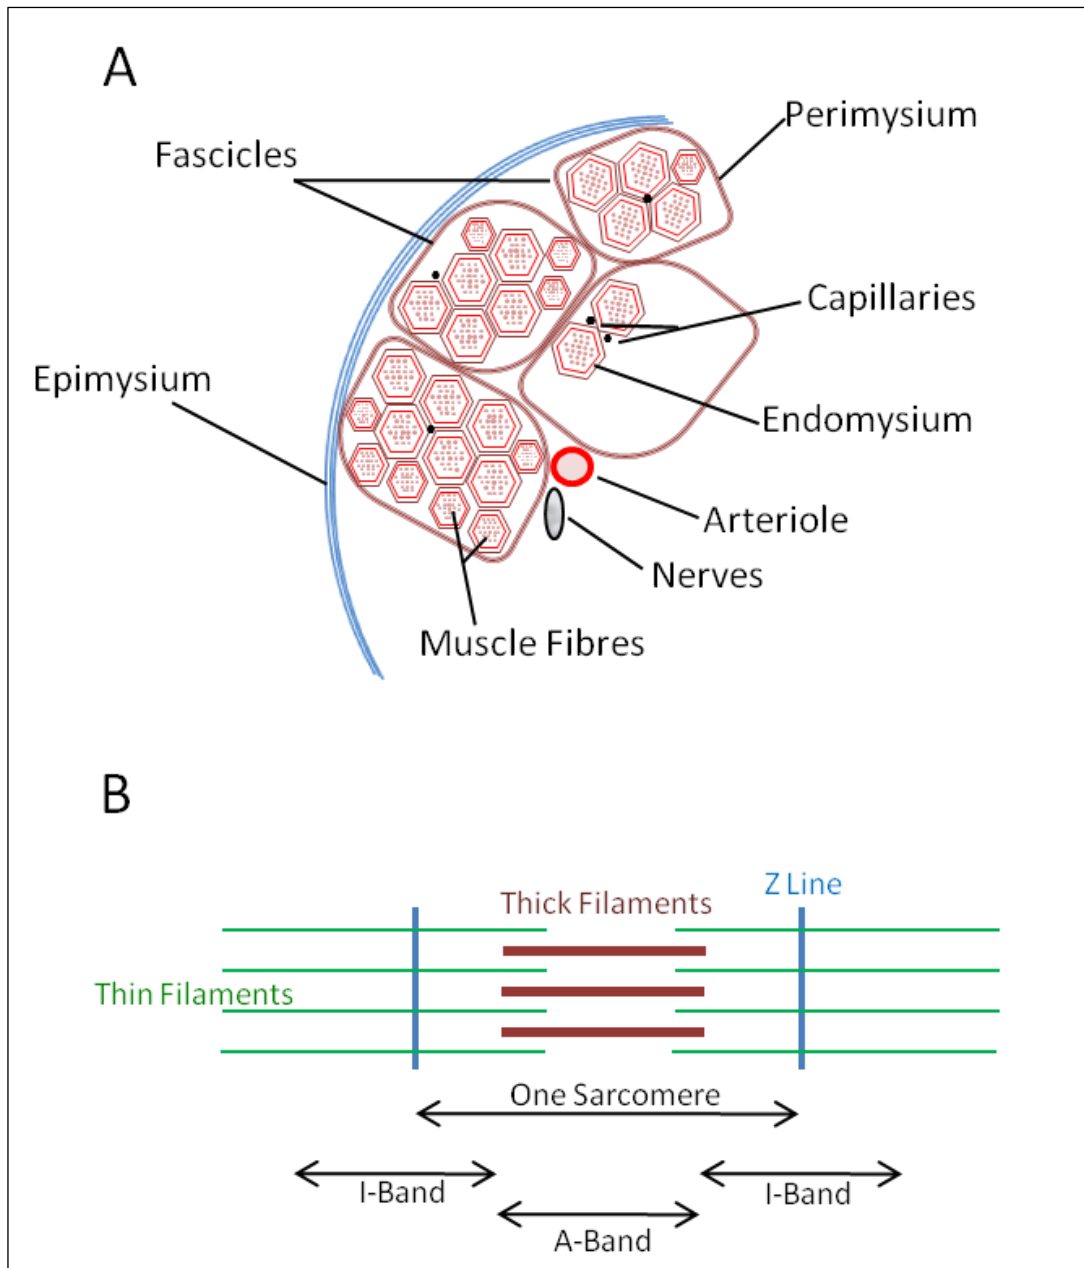 A
Perimysium
Fascicles
Capillaries
Epimysium
Endomysium
Arteriole
Nerves
Muscle Fibres
B
Z Line
Thick Filaments
Thin Filaments
One Sarcomere
I-Band
I-Band
A-Band